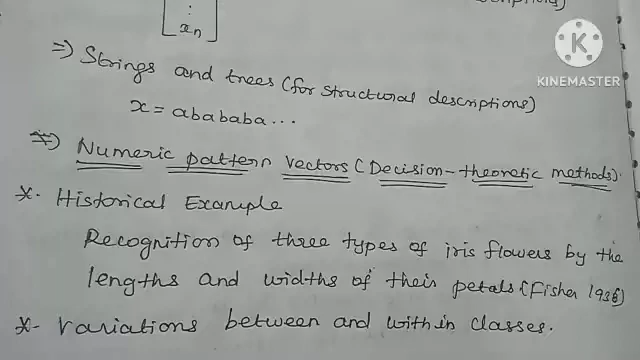 ⋮
xn
K
KINEMASTER
=) Strings and trees (for structural descriptions)
x = abababa...
Numeric pattern vectors (Decision-theoretic methods).
*. Historical Example
Recognition of three types of iris flowers by the
lengths and widths of their petals (Fisher 1936)
*. Variations between and within classes.